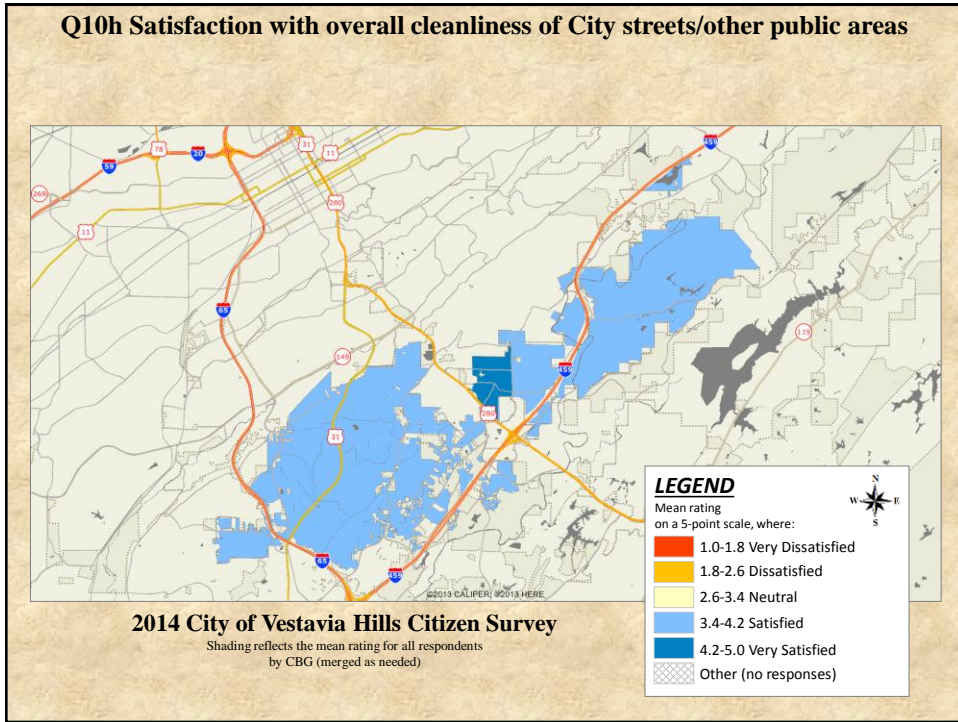 Q10h Satisfaction with overall cleanliness of City streets/other public areas
459
31
78
11
59
20
280
269
11
65
119
149
459
280
31
65
459
©2013 CALIPER; ©2013 HERE
LEGEND
Mean rating
on a 5-point scale, where:
N
W E
S
1.0-1.8 Very Dissatisfied
1.8-2.6 Dissatisfied
2.6-3.4 Neutral
3.4-4.2 Satisfied
4.2-5.0 Very Satisfied
Other (no responses)
2014 City of Vestavia Hills Citizen Survey
Shading reflects the mean rating for all respondents
by CBG (merged as needed)